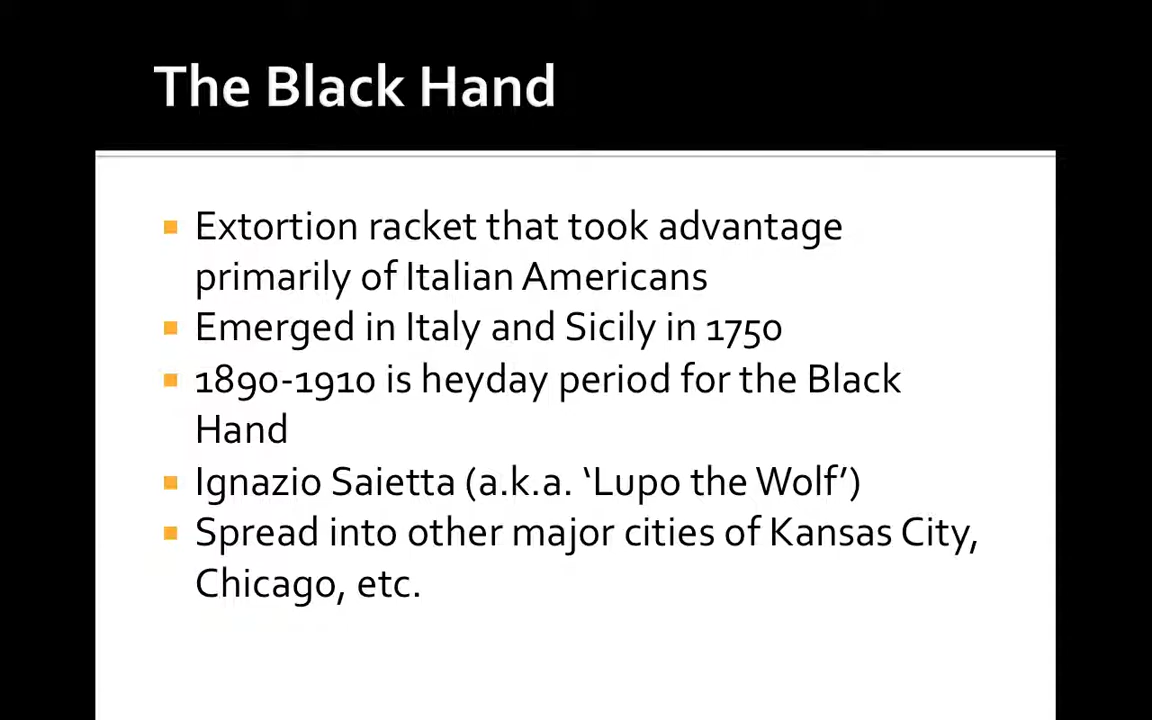 The Black Hand
Extortion racket that took advantage
primarily of Italian Americans
Emerged in Italy and Sicily in 1750
1890-1910 is heyday period for the Black
Hand
Ignazio Saietta (a.k.a. ‘Lupo the Wolf’)
Spread into other major cities of Kansas City,
Chicago, etc.